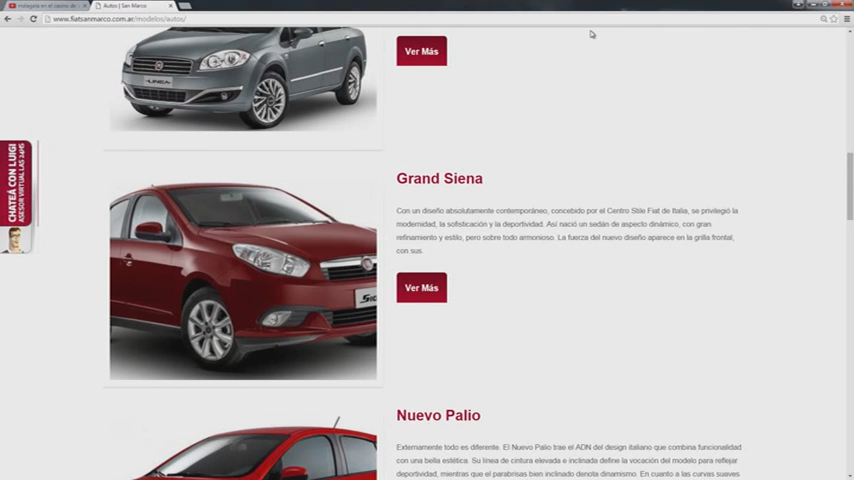 Autos | San Marco
www.fiatsanmarco.com.ar/modelos/autos/
LINEA
Ver Más
CHATEÁ CON LUIGI
ASESOR VIRTUAL LAS 24HS
Grand Siena
Con un diseño absolutamente contemporáneo, concebido por el Centro Stile Fiat de Italia, se privilegió la
modernidad, la sofisticación y la deportividad. Así nació un sedán de aspecto dinámico, con gran
refinamiento y estilo, pero sobre todo armonioso. La fuerza del nuevo diseño aparece en la grilla frontal,
con sus.
Ver Más
Nuevo Palio
Externamente todo es diferente. El Nuevo Palio trae el ADN del design italiano que combina funcionalidad
con una bella estética. Su línea de cintura elevada e inclinada define la vocación del modelo para reflejar
deportividad, mientras que el parabrisas bien inclinado denota dinamismo. En cuanto a las curvas suaves